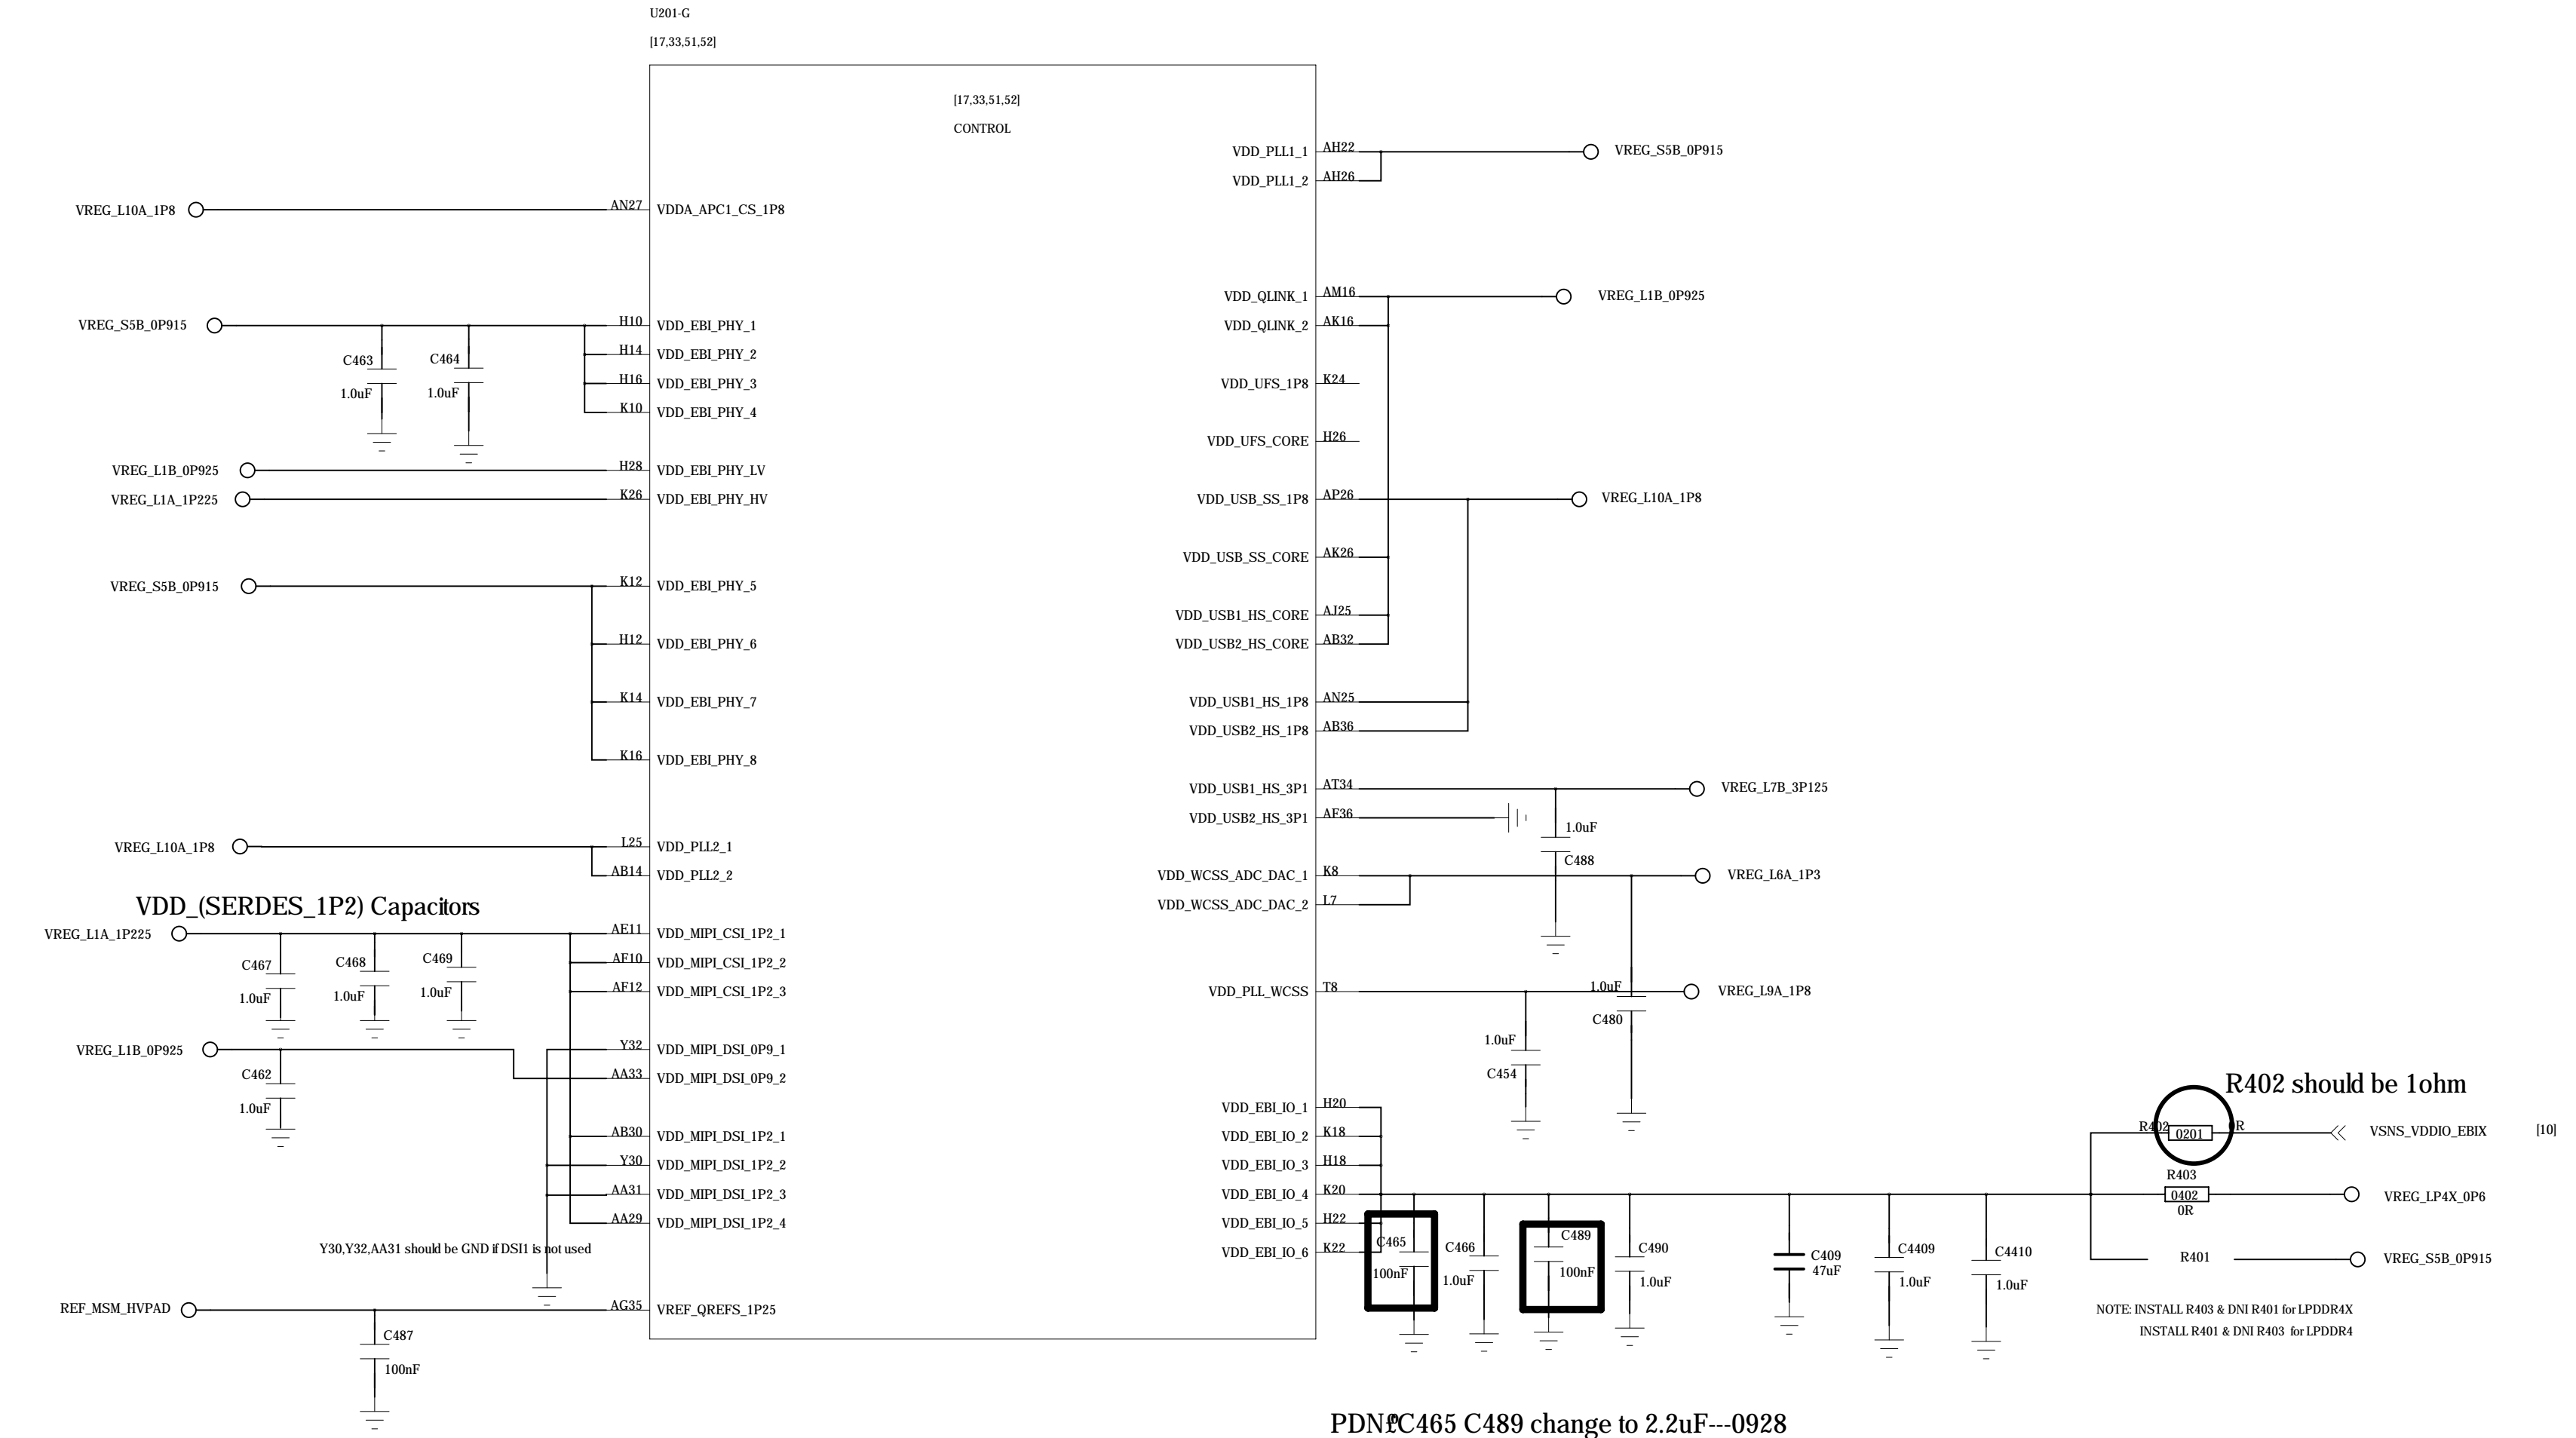 U201-G
[17,33,51,52]
[17,33,51,52]
CONTROL
VREG_L10A_1P8
AN27 VDDA_APC1_CS_1P8
VREG_S5B_0P915
H10 VDD_EBI_PHY_1
H14 VDD_EBI_PHY_2
H16 VDD_EBI_PHY_3
K10 VDD_EBI_PHY_4
C463
1.0uF
C464
1.0uF
VREG_L1B_0P925
H28 VDD_EBI_PHY_LV
VREG_L1A_1P225
K26 VDD_EBI_PHY_HV
VREG_S5B_0P915
K12 VDD_EBI_PHY_5
H12 VDD_EBI_PHY_6
K14 VDD_EBI_PHY_7
K16 VDD_EBI_PHY_8
VREG_L10A_1P8
L25 VDD_PLL2_1
AB14 VDD_PLL2_2
VDD_(SERDES_1P2) Capacitors
VREG_L1A_1P225
AE11 VDD_MIPI_CSI_1P2_1
AF10 VDD_MIPI_CSI_1P2_2
AF12 VDD_MIPI_CSI_1P2_3
C467
1.0uF
C468
1.0uF
C469
1.0uF
VREG_L1B_0P925
Y32 VDD_MIPI_DSI_0P9_1
AA33 VDD_MIPI_DSI_0P9_2
C462
1.0uF
AB30 VDD_MIPI_DSI_1P2_1
Y30 VDD_MIPI_DSI_1P2_2
AA31 VDD_MIPI_DSI_1P2_3
AA29 VDD_MIPI_DSI_1P2_4
Y30,Y32,AA31 should be GND if DSI1 is not used
REF_MSM_HVPAD
AG35 VREF_QREFS_1P25
C487
100nF
VDD_PLL1_1 AH22
VREG_S5B_0P915
VDD_PLL1_2 AH26
VDD_QLINK_1 AM16
VREG_L1B_0P925
VDD_QLINK_2 AK16
VDD_UFS_1P8 K24
VDD_UFS_CORE H26
VDD_USB_SS_1P8 AP26
VREG_L10A_1P8
VDD_USB_SS_CORE AK26
VDD_USB1_HS_CORE AJ25
VDD_USB2_HS_CORE AB32
VDD_USB1_HS_1P8 AN25
VDD_USB2_HS_1P8 AB36
VDD_USB1_HS_3P1 AT34
VREG_L7B_3P125
VDD_USB2_HS_3P1 AF36
1.0uF
C488
VDD_WCSS_ADC_DAC_1 K8
VREG_L6A_1P3
VDD_WCSS_ADC_DAC_2 L7
VDD_PLL_WCSS T8
VREG_L9A_1P8
1.0uF
C480
1.0uF
C454
VDD_EBI_IO_1 H20
VDD_EBI_IO_2 K18
VDD_EBI_IO_3 H18
VDD_EBI_IO_4 K20
VDD_EBI_IO_5 H22
VDD_EBI_IO_6 K22
C465
100nF
C466
1.0uF
C489
100nF
C490
1.0uF
C409
47uF
C4409
1.0uF
C4410
1.0uF
R402 should be 1ohm
R402
0201
0R
VSNS_VDDIO_EBIX
[10]
R403
0402
0R
VREG_LP4X_0P6
R401
VREG_S5B_0P915
NOTE: INSTALL R403 & DNI R401 for LPDDR4X
INSTALL R401 & DNI R403 for LPDDR4
C465 C489 change to 2.2uF---0928